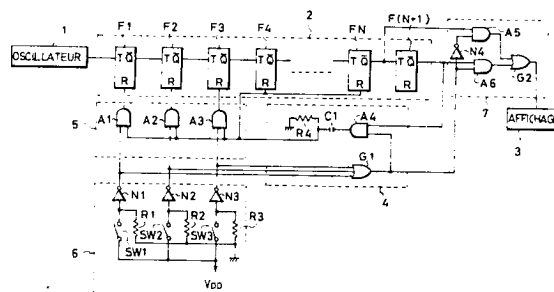 1 F1 F2 F3 F4 2 FN F(N+1) A5
OSCILLATEUR T Q̄ R T Q̄ R T Q̄ R T Q̄ R T Q̄ R T Q̄ R N4 G2
A6
7
A1 A2 A3 R4 C1 A4
5 AFFICHAG
3
G1
4
N1 N2 N3
R1 R2 R3
SW2 SW3
SW1
6
VDD